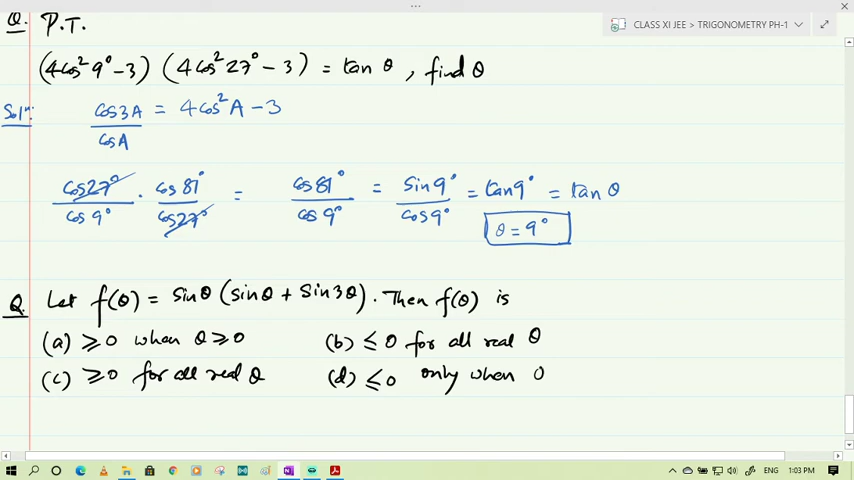 CLASS XI JEE > TRIGONOMETRY PH-1
Q. P.T.
(4cos²9° - 3) (4cos²27° - 3) = tan θ, find θ
Solⁿ: cos3A / cosA = 4cos²A - 3
cos27° / cos9° · cos81° / cos27° = cos81° / cos9° = sin9° / cos9° = tan9° = tan θ
θ = 9°
Q. Let f(θ) = sinθ (sinθ + sin3θ). Then f(θ) is
(a) ≥0 when θ≥0 (b) ≤0 for all real θ
(c) ≥0 for all real θ (d) ≤0 only when 0
ENG 1:03 PM